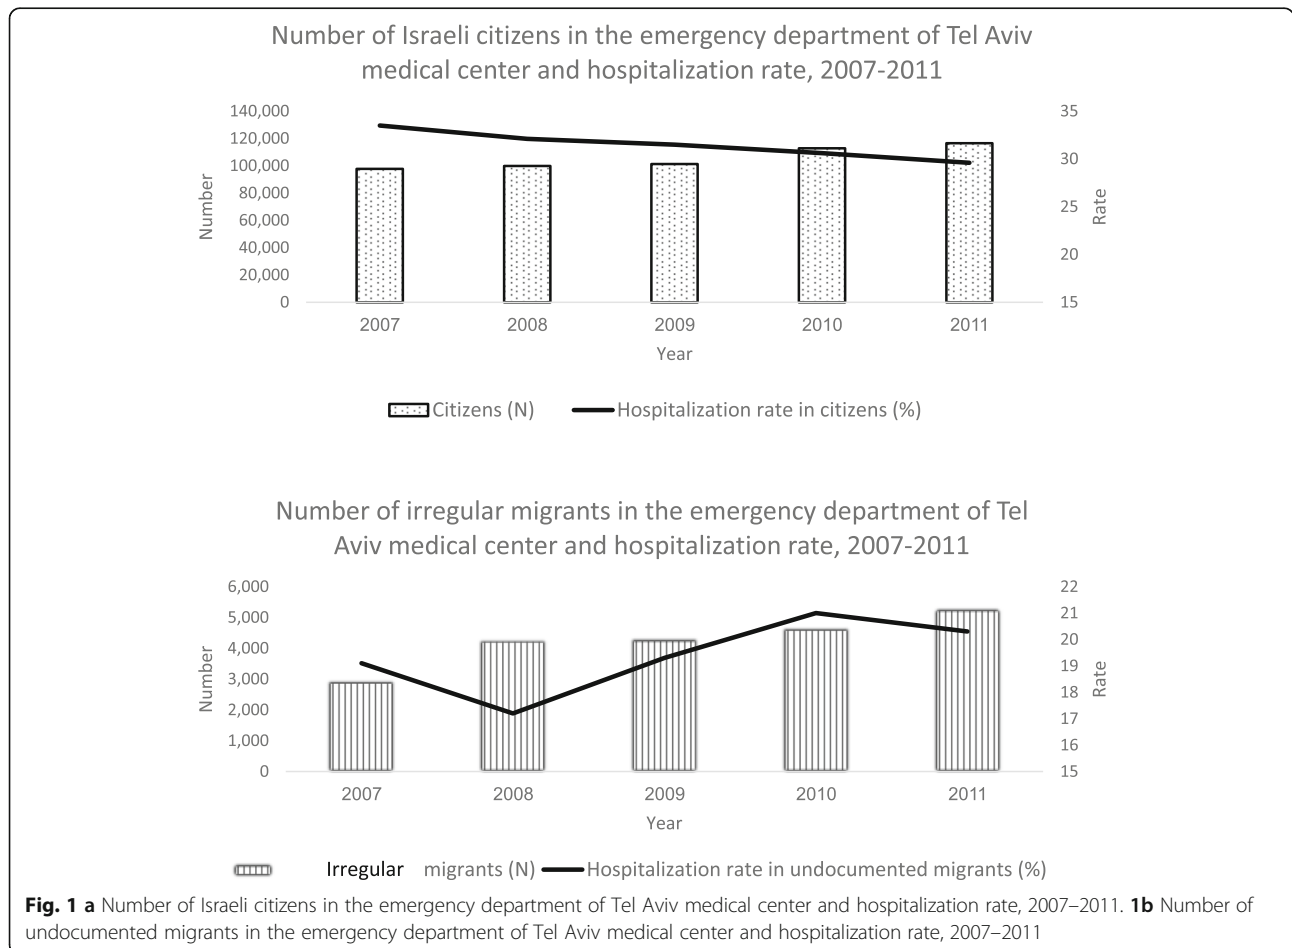 Number of Israeli citizens in the emergency department of Tel Aviv
medical center and hospitalization rate, 2007-2011
140,000
120,000
100,000
80,000
60,000
40,000
20,000
0
Number
35
30
25
20
15
Rate
2007 2008 2009 2010 2011
Year
Citizens (N) Hospitalization rate in citizens (%)
Number of irregular migrants in the emergency department of Tel
Aviv medical center and hospitalization rate, 2007-2011
6,000
5,000
4,000
3,000
2,000
1,000
0
Number
22
21
20
19
18
17
16
15
Rate
2007 2008 2009 2010 2011
Year
Irregular migrants (N) Hospitalization rate in undocumented migrants (%)
Fig. 1 a Number of Israeli citizens in the emergency department of Tel Aviv medical center and hospitalization rate, 2007–2011. 1b Number of
undocumented migrants in the emergency department of Tel Aviv medical center and hospitalization rate, 2007–2011